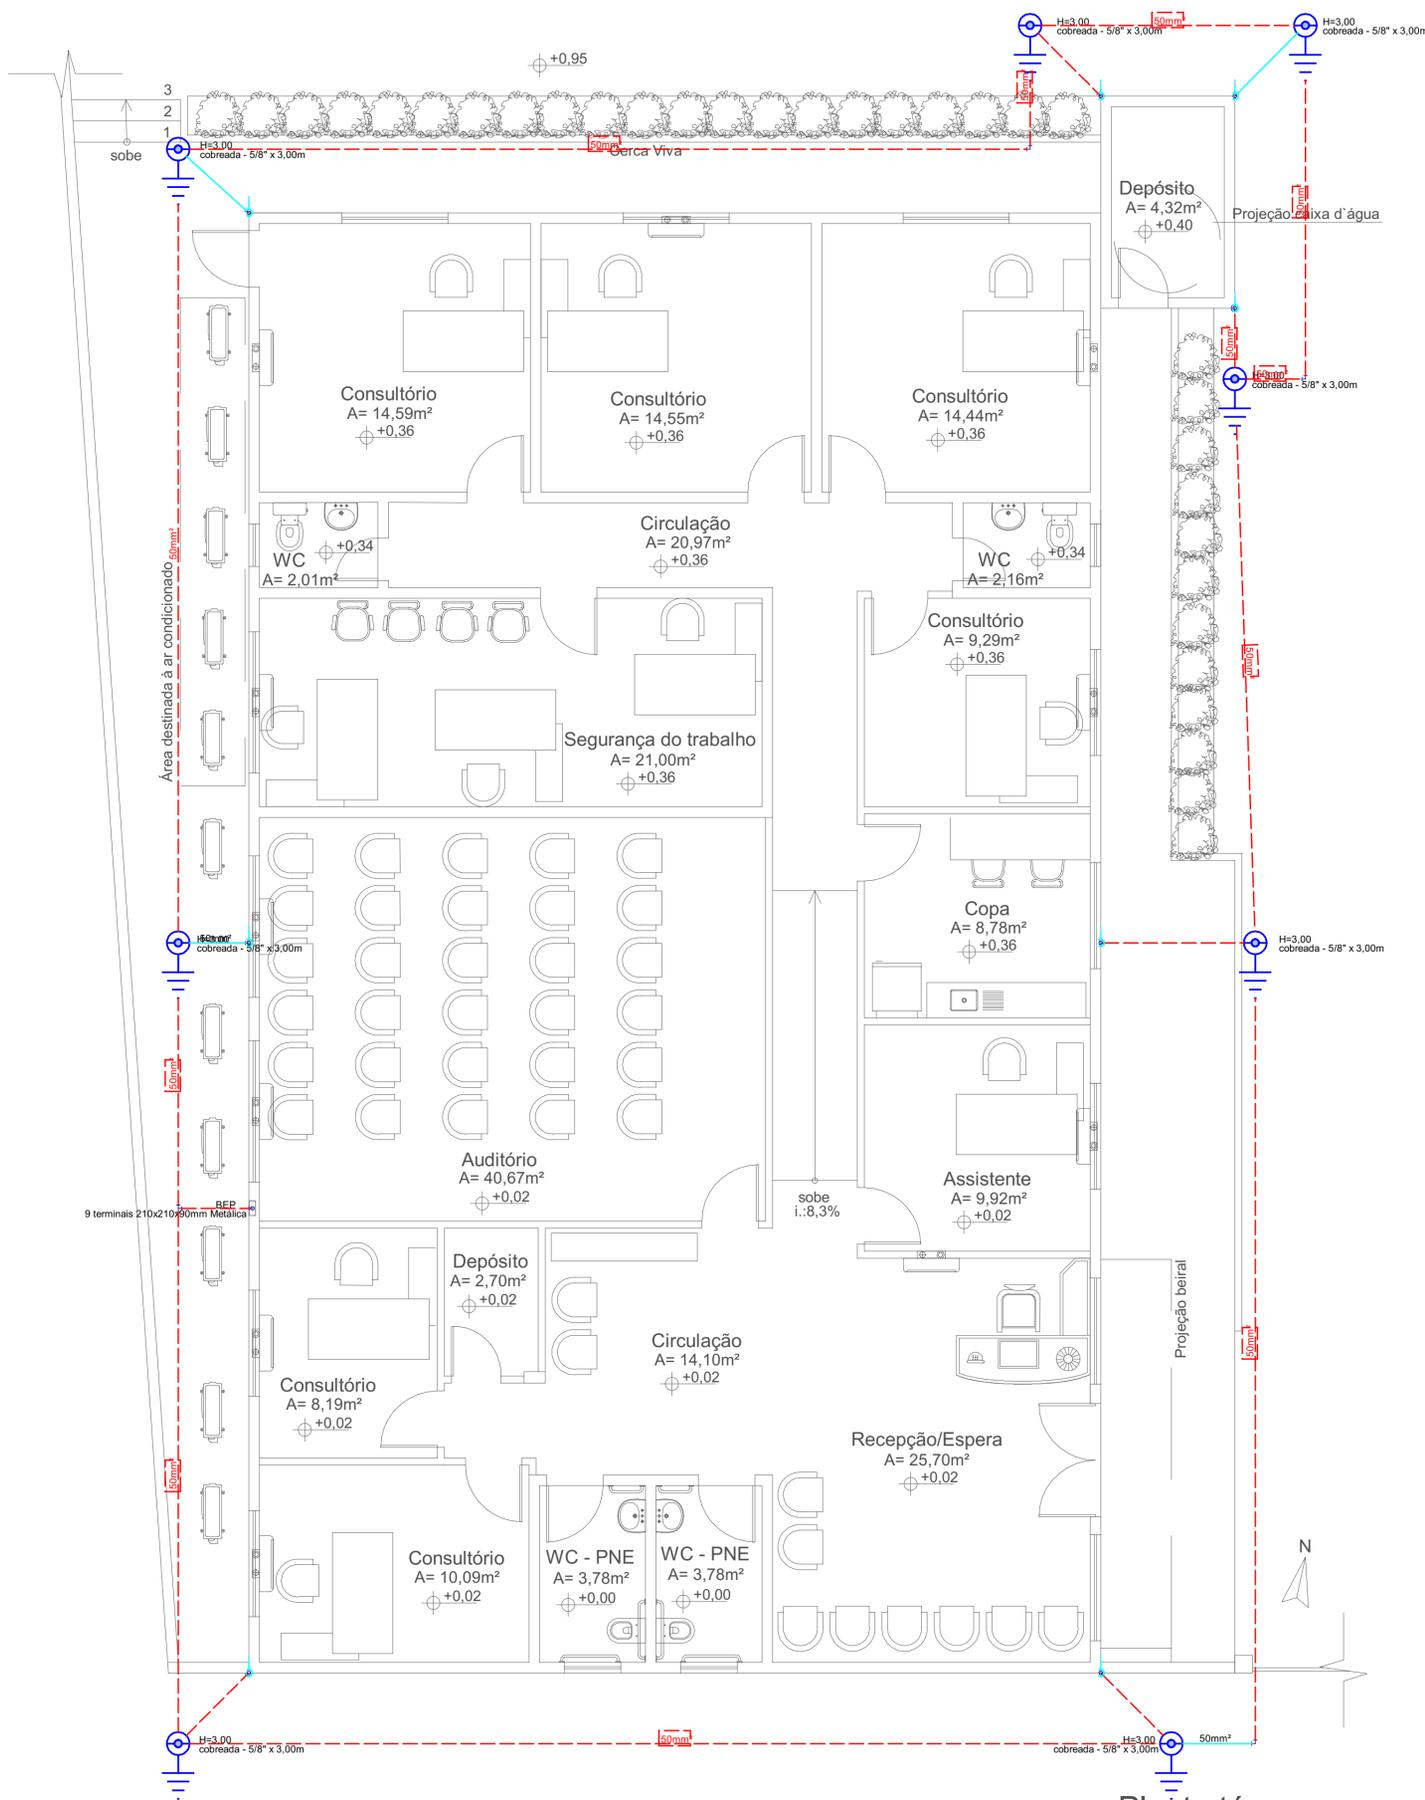 H=3,00
cobreada - 5/8" x 3,00m
50mm²
H=3,00
cobreada - 5/8" x 3,00m
+0,95
50mm²
3
2
1
sobe
H=3,00
cobreada - 5/8" x 3,00m
50mm²
Cerca Viva
Depósito
A= 4,32m²
+0,40
50mm²
Projeção caixa d`água
50mm²
H=3,00
cobreada - 5/8" x 3,00m
Consultório
A= 14,59m²
+0,36
Consultório
A= 14,55m²
+0,36
Consultório
A= 14,44m²
+0,36
50mm²
Área destinada à ar condicionado
WC
+0,34
A= 2,01m²
Circulação
A= 20,97m²
+0,36
WC
+0,34
A= 2,16m²
Consultório
A= 9,29m²
+0,36
50mm²
Segurança do trabalho
A= 21,00m²
+0,36
Copa
A= 8,78m²
+0,36
cobreada - 5/8" x 3,00m
H=3,00
cobreada - 5/8" x 3,00m
50mm²
Auditório
A= 40,67m²
+0,02
sobe
i.:8,3%
Assistente
A= 9,92m²
+0,02
BEP
9 terminais 210x210x90mm Metálica
Depósito
A= 2,70m²
+0,02
Projeção beiral
50mm²
Circulação
A= 14,10m²
+0,02
Consultório
A= 8,19m²
+0,02
Recepção/Espera
A= 25,70m²
+0,02
50mm²
Consultório
A= 10,09m²
+0,02
WC - PNE
A= 3,78m²
+0,00
WC - PNE
A= 3,78m²
+0,00
N
H=3,00
cobreada - 5/8" x 3,00m
50mm²
H=3,00
cobreada - 5/8" x 3,00m
50mm²